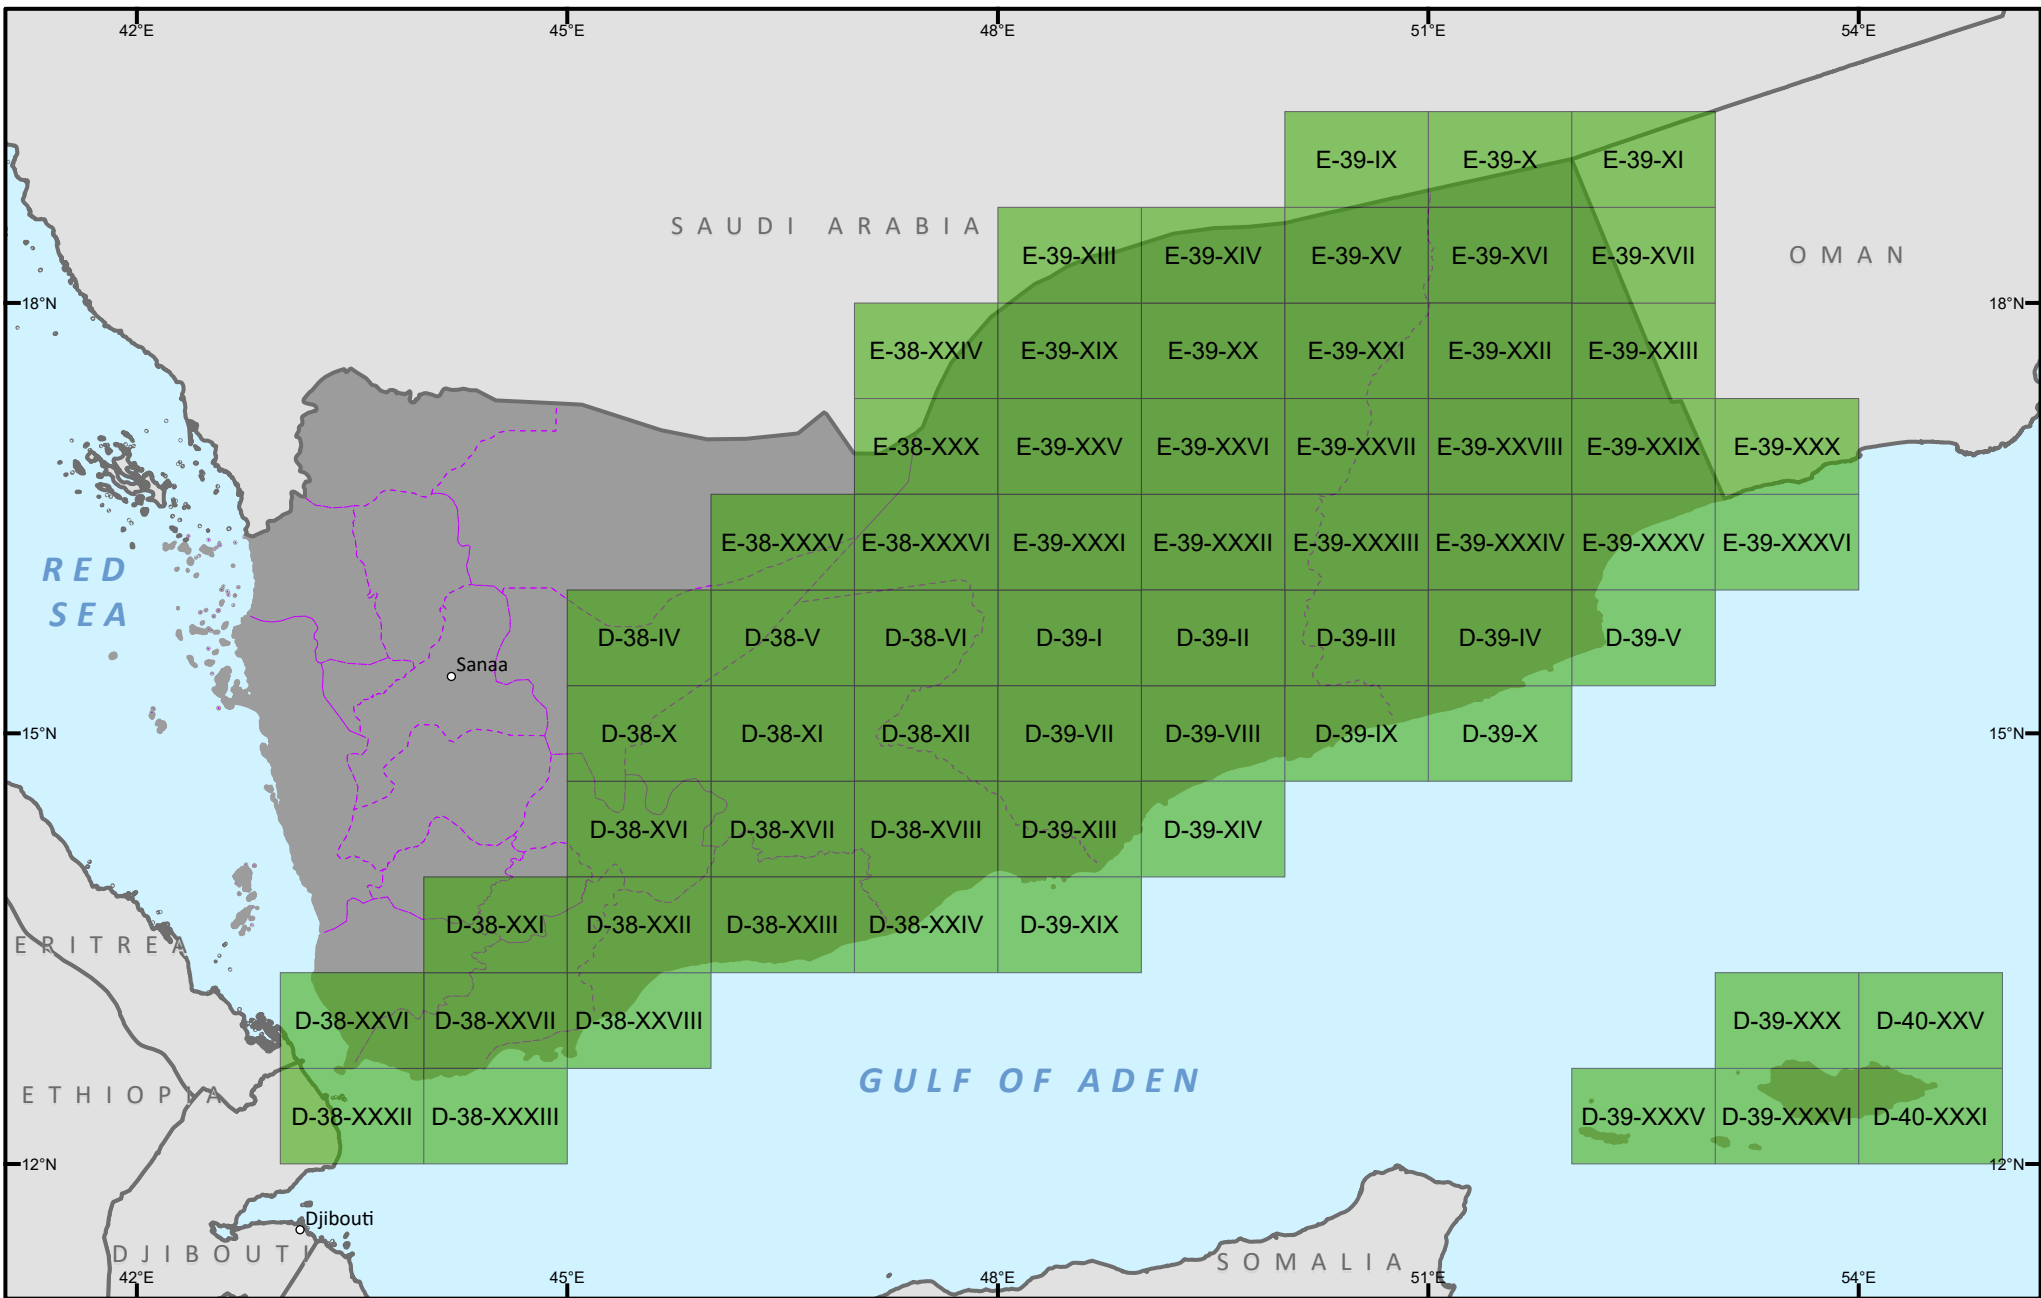 42°E 45°E 48°E 51°E 54°E
E-39-IX E-39-X E-39-XI
SAUDI ARABIA
E-39-XIII E-39-XIV E-39-XV E-39-XVI E-39-XVII
OMAN
18°N 18°N
E-38-XXIV E-39-XIX E-39-XX E-39-XXI E-39-XXII E-39-XXIII
E-38-XXX E-39-XXV E-39-XXVI E-39-XXVII E-39-XXVIII E-39-XXIX E-39-XXX
E-38-XXXV E-38-XXXVI E-39-XXXI E-39-XXXII E-39-XXXIII E-39-XXXIV E-39-XXXV E-39-XXXVI
RED
SEA
D-38-IV D-38-V D-38-VI D-39-I D-39-II D-39-III D-39-IV D-39-V
Sanaa
15°N D-38-X D-38-XI D-38-XII D-39-VII D-39-VIII D-39-IX D-39-X 15°N
D-38-XVI D-38-XVII D-38-XVIII D-39-XIII D-39-XIV
D-38-XXI D-38-XXII D-38-XXIII D-38-XXIV D-39-XIX
ERITREA
D-38-XXVI D-38-XXVII D-38-XXVIII D-39-XXX D-40-XXV
GULF OF ADEN
ETHIOPIA
D-38-XXXII D-38-XXXIII D-39-XXXV D-39-XXXVI D-40-XXXI
12°N 12°N
Djibouti
DJIBOUTI
SOMALIA
42°E 45°E 48°E 51°E 54°E